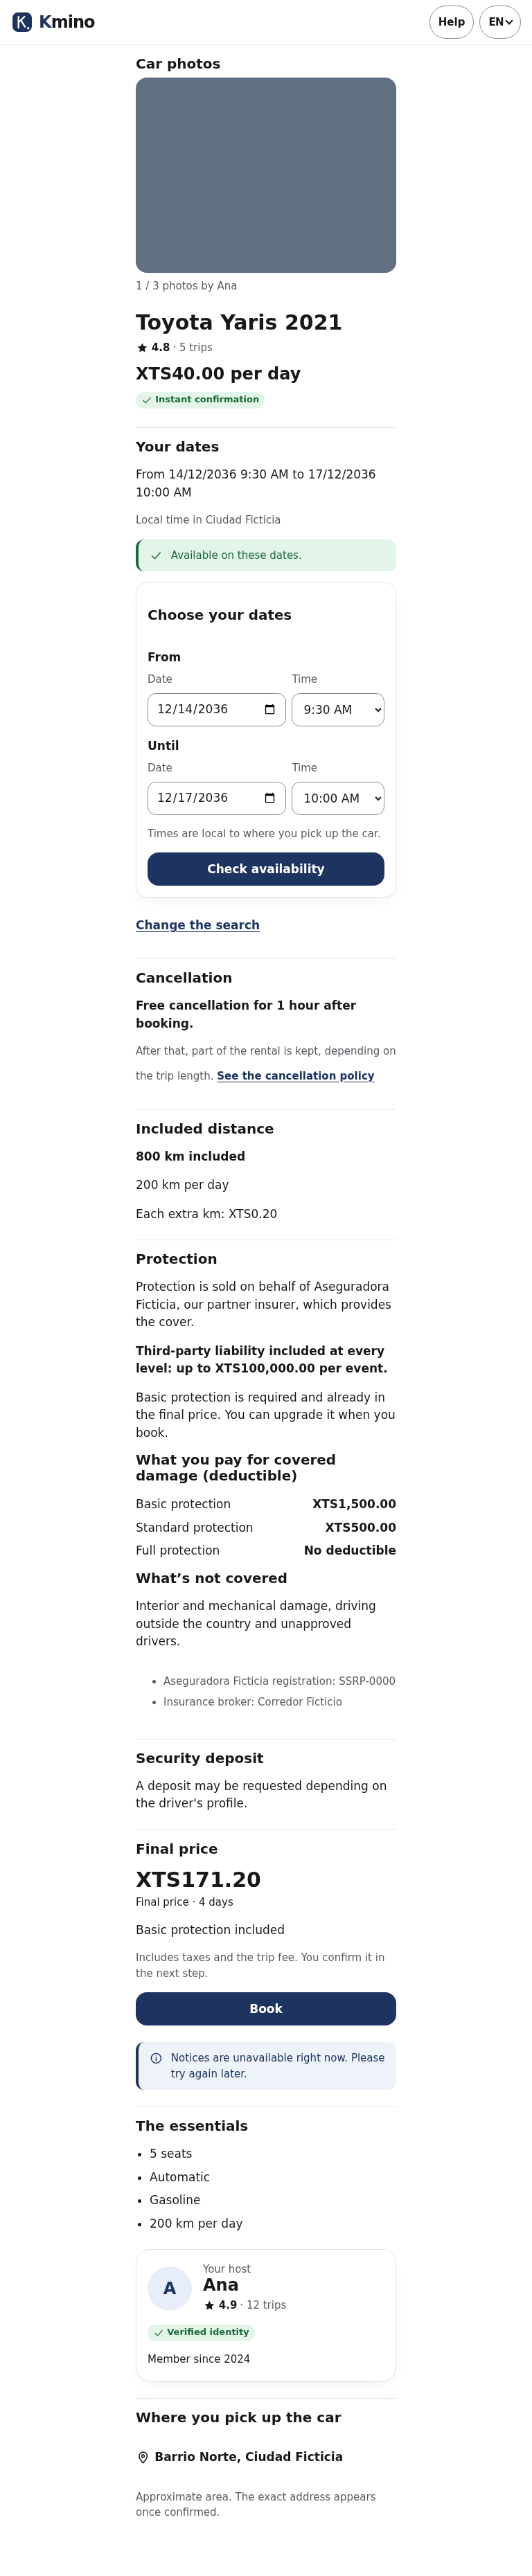 Kmino
Help
EN
Car photos
1 / 3 photos by Ana
Toyota Yaris 2021
★ 4.8 · 5 trips
XTS40.00 per day
Instant confirmation
Your dates
From 14/12/2036 9:30 AM to 17/12/2036
10:00 AM
Local time in Ciudad Ficticia
Available on these dates.
Choose your dates
From
Date Time
12/14/2036 9:30 AM
Until
Date Time
12/17/2036 10:00 AM
Times are local to where you pick up the car.
Check availability
Change the search
Cancellation
Free cancellation for 1 hour after
booking.
After that, part of the rental is kept, depending on
the trip length. See the cancellation policy
Included distance
800 km included
200 km per day
Each extra km: XTS0.20
Protection
Protection is sold on behalf of Aseguradora
Ficticia, our partner insurer, which provides
the cover.
Third-party liability included at every
level: up to XTS100,000.00 per event.
Basic protection is required and already in
the final price. You can upgrade it when you
book.
What you pay for covered
damage (deductible)
Basic protection XTS1,500.00
Standard protection XTS500.00
Full protection No deductible
What’s not covered
Interior and mechanical damage, driving
outside the country and unapproved
drivers.
• Aseguradora Ficticia registration: SSRP-0000
• Insurance broker: Corredor Ficticio
Security deposit
A deposit may be requested depending on
the driver's profile.
Final price
XTS171.20
Final price · 4 days
Basic protection included
Includes taxes and the trip fee. You confirm it in
the next step.
Book
Notices are unavailable right now. Please
try again later.
The essentials
• 5 seats
• Automatic
• Gasoline
• 200 km per day
A
Your host
Ana
★ 4.9 · 12 trips
Verified identity
Member since 2024
Where you pick up the car
Barrio Norte, Ciudad Ficticia
Approximate area. The exact address appears
once confirmed.